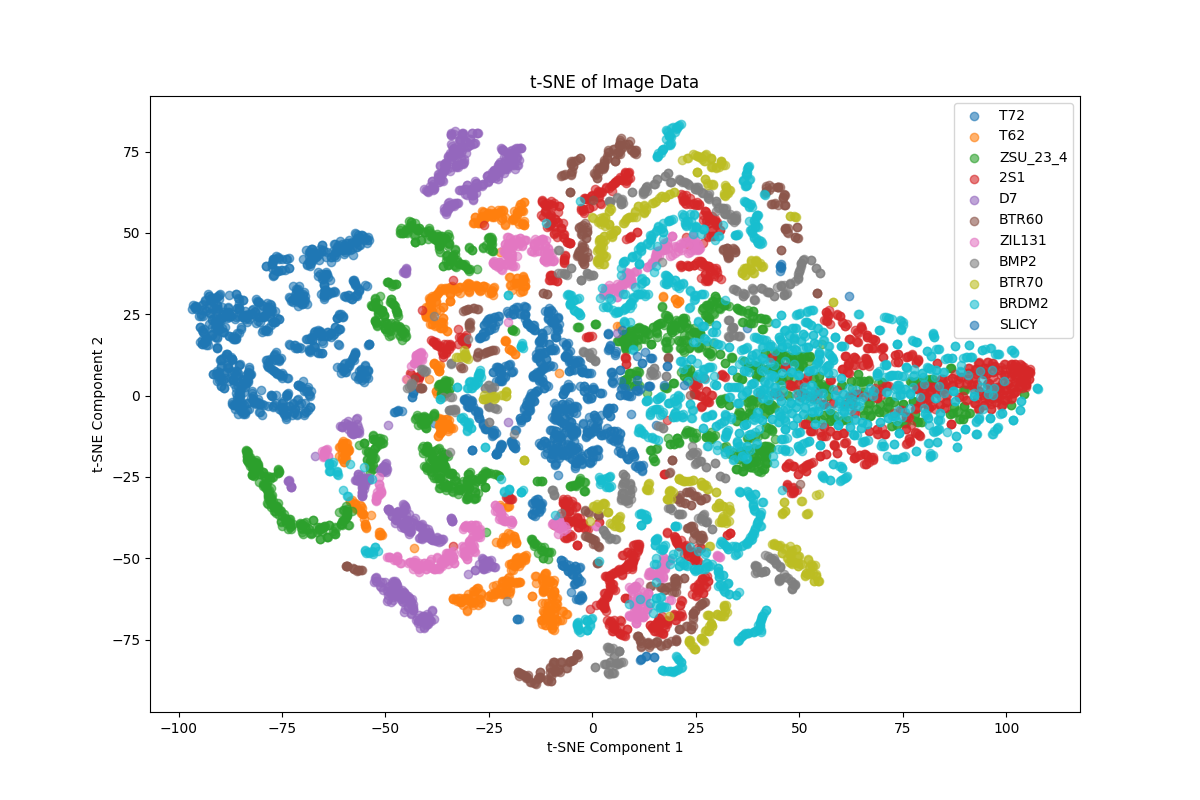 t-SNE of Image Data
t-SNE Component 2
75
50
25
0
−25
−50
−75
T72
T62
ZSU_23_4
2S1
D7
BTR60
ZIL131
BMP2
BTR70
BRDM2
SLICY
−100 −75 −50 −25 0 25 50 75 100
t-SNE Component 1